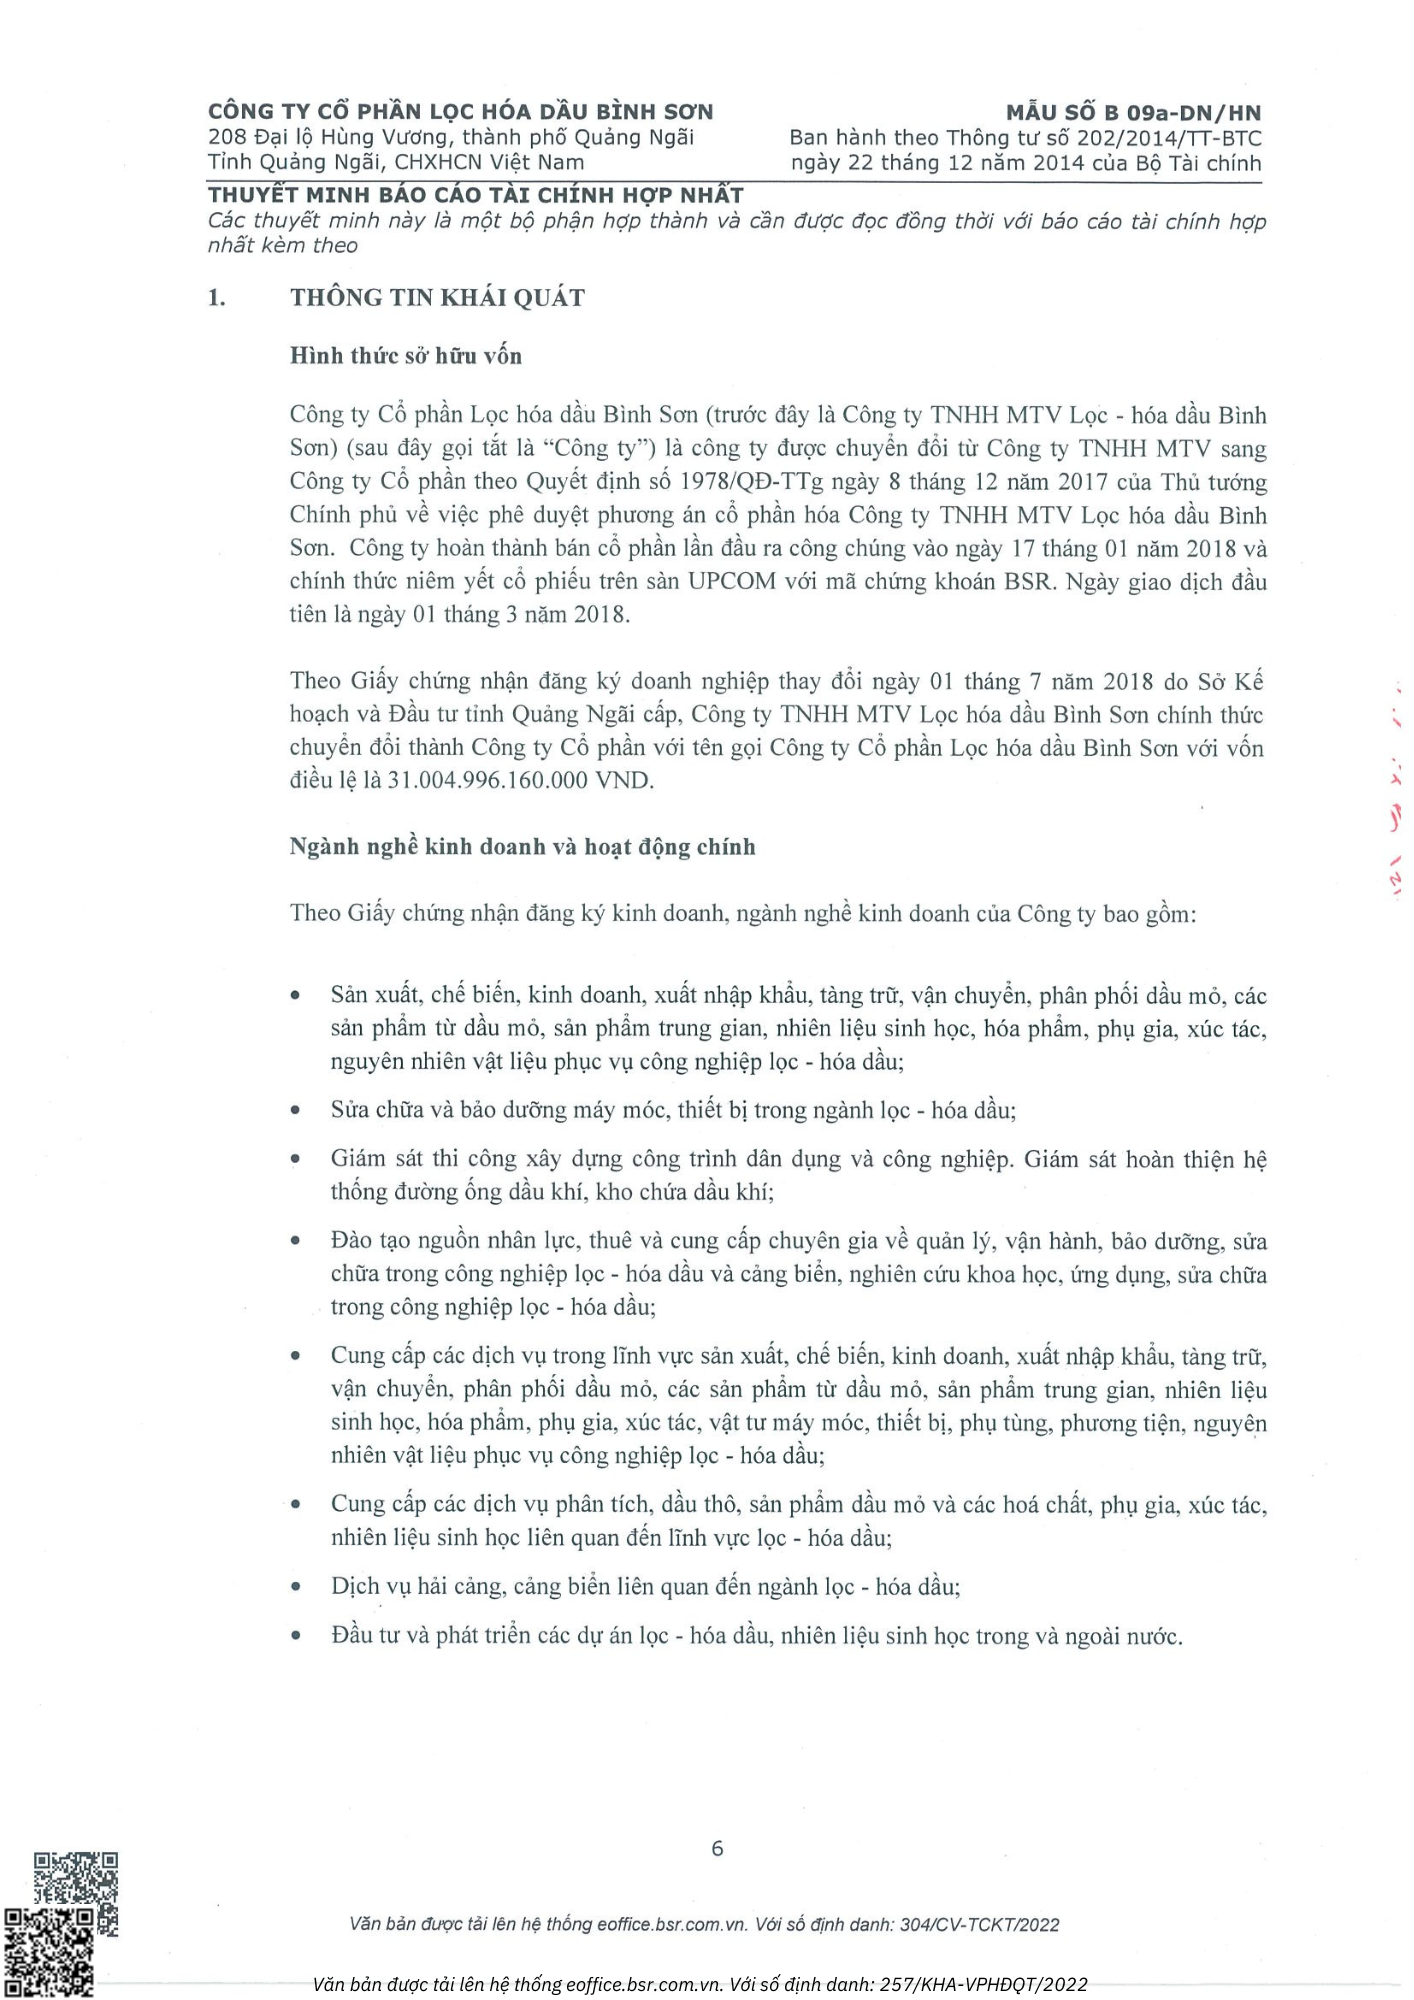 CÔNG TY CỔ PHẦN LỌC HÓA DẦU BÌNH SƠN
208 Đại lộ Hùng Vương, thành phố Quảng Ngãi
Tỉnh Quảng Ngãi, CHXHCN Việt Nam
MẪU SỐ B 09a-DN/HN
Ban hành theo Thông tư số 202/2014/TT-BTC
ngày 22 tháng 12 năm 2014 của Bộ Tài chính
THUYẾT MINH BÁO CÁO TÀI CHÍNH HỢP NHẤT
Các thuyết minh này là một bộ phận hợp thành và cần được đọc đồng thời với báo cáo tài chính hợp
nhất kèm theo
1. THÔNG TIN KHÁI QUÁT
Hình thức sở hữu vốn
Công ty Cổ phần Lọc hóa dầu Bình Sơn (trước đây là Công ty TNHH MTV Lọc - hóa dầu Bình
Sơn) (sau đây gọi tắt là “Công ty”) là công ty được chuyển đổi từ Công ty TNHH MTV sang
Công ty Cổ phần theo Quyết định số 1978/QĐ-TTg ngày 8 tháng 12 năm 2017 của Thủ tướng
Chính phủ về việc phê duyệt phương án cổ phần hóa Công ty TNHH MTV Lọc hóa dầu Bình
Sơn. Công ty hoàn thành bán cổ phần lần đầu ra công chúng vào ngày 17 tháng 01 năm 2018 và
chính thức niêm yết cổ phiếu trên sàn UPCOM với mã chứng khoán BSR. Ngày giao dịch đầu
tiên là ngày 01 tháng 3 năm 2018.
Theo Giấy chứng nhận đăng ký doanh nghiệp thay đổi ngày 01 tháng 7 năm 2018 do Sở Kế
hoạch và Đầu tư tỉnh Quảng Ngãi cấp, Công ty TNHH MTV Lọc hóa dầu Bình Sơn chính thức
chuyển đổi thành Công ty Cổ phần với tên gọi Công ty Cổ phần Lọc hóa dầu Bình Sơn với vốn
điều lệ là 31.004.996.160.000 VND.
Ngành nghề kinh doanh và hoạt động chính
Theo Giấy chứng nhận đăng ký kinh doanh, ngành nghề kinh doanh của Công ty bao gồm:
• Sản xuất, chế biến, kinh doanh, xuất nhập khẩu, tàng trữ, vận chuyển, phân phối dầu mỏ, các
sản phẩm từ dầu mỏ, sản phẩm trung gian, nhiên liệu sinh học, hóa phẩm, phụ gia, xúc tác,
nguyên nhiên vật liệu phục vụ công nghiệp lọc - hóa dầu;
• Sửa chữa và bảo dưỡng máy móc, thiết bị trong ngành lọc - hóa dầu;
• Giám sát thi công xây dựng công trình dân dụng và công nghiệp. Giám sát hoàn thiện hệ
thống đường ống dầu khí, kho chứa dầu khí;
• Đào tạo nguồn nhân lực, thuê và cung cấp chuyên gia về quản lý, vận hành, bảo dưỡng, sửa
chữa trong công nghiệp lọc - hóa dầu và cảng biển, nghiên cứu khoa học, ứng dụng, sửa chữa
trong công nghiệp lọc - hóa dầu;
• Cung cấp các dịch vụ trong lĩnh vực sản xuất, chế biến, kinh doanh, xuất nhập khẩu, tàng trữ,
vận chuyển, phân phối dầu mỏ, các sản phẩm từ dầu mỏ, sản phẩm trung gian, nhiên liệu
sinh học, hóa phẩm, phụ gia, xúc tác, vật tư máy móc, thiết bị, phụ tùng, phương tiện, nguyên
nhiên vật liệu phục vụ công nghiệp lọc - hóa dầu;
• Cung cấp các dịch vụ phân tích, dầu thô, sản phẩm dầu mỏ và các hoá chất, phụ gia, xúc tác,
nhiên liệu sinh học liên quan đến lĩnh vực lọc - hóa dầu;
• Dịch vụ hải cảng, cảng biển liên quan đến ngành lọc - hóa dầu;
• Đầu tư và phát triển các dự án lọc - hóa dầu, nhiên liệu sinh học trong và ngoài nước.
6
Văn bản được tải lên hệ thống eoffice.bsr.com.vn. Với số định danh: 304/CV-TCKT/2022
Văn bản được tải lên hệ thống eoffice.bsr.com.vn. Với số định danh: 257/KHA-VPHĐQT/2022